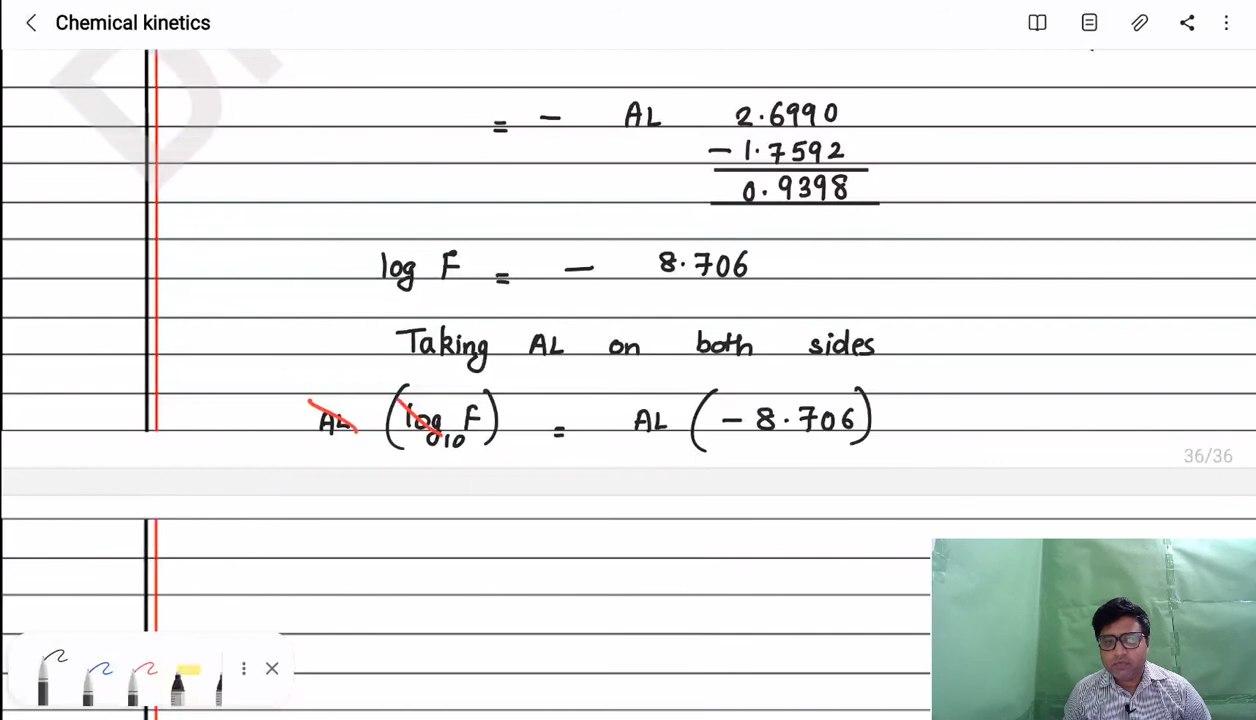 Chemical kinetics
= - AL 2.6990
- 1.7592
0.9398
log F = - 8.706
Taking AL on both sides
AL (log10 F) = AL (- 8.706)
36/36